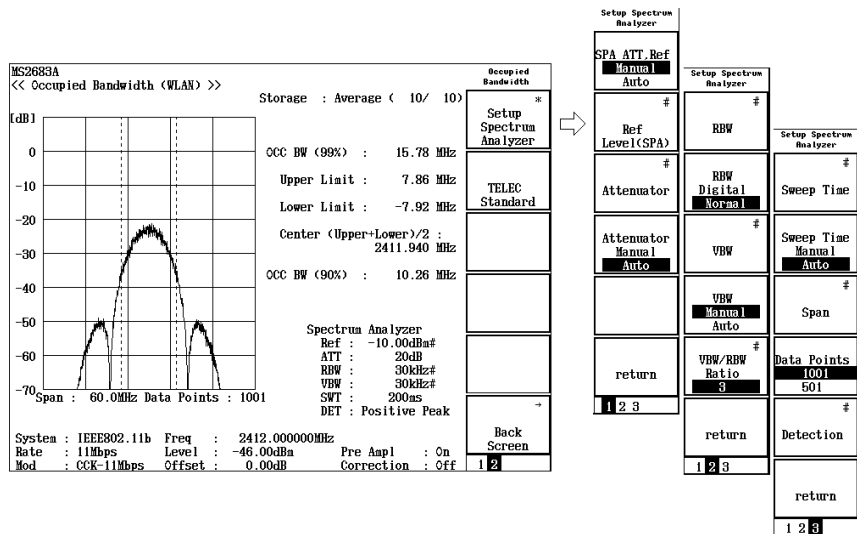 MS2683A
<< Occupied Bandwidth (WLAN) >>
Storage : Average ( 10/ 10)
[dB]
0
-10
-20
-30
-40
-50
-60
-70
OCC BW (99%) : 15.78 MHz
Upper Limit : 7.86 MHz
Lower Limit : -7.92 MHz
Center (Upper+Lower)/2 :
2411.940 MHz
OCC BW (90%) : 10.26 MHz
Spectrum Analyzer
Ref : -10.00dBm#
ATT : 20dB
RBW : 30kHz#
VBW : 30kHz#
SWT : 200ms
DET : Positive Peak
Span : 60.0MHz Data Points : 1001
System : IEEE802.11b Freq : 2412.000000MHz
Rate : 11Mbps Level : -46.00dBm Pre Ampl : On
Mod : CCK-11Mbps Offset : 0.00dB Correction : Off
Occupied
Bandwidth
*
Setup
Spectrum
Analyzer
TELEC
Standard
→
Back
Screen
1 2
Setup Spectrum
Analyzer
SPA ATT,Ref
Manual
Auto
#
Ref
Level(SPA)
#
Attenuator
Attenuator
Manual
Auto
return
1 2 3
Setup Spectrum
Analyzer
#
RBW
RBW
Digital
Normal
#
VBW
VBW
Manual
Auto
#
VBW/RBW
Ratio
3
return
1 2 3
Setup Spectrum
Analyzer
#
Sweep Time
Sweep Time
Manual
Auto
#
Span
Data Points
1001
501
#
Detection
return
1 2 3